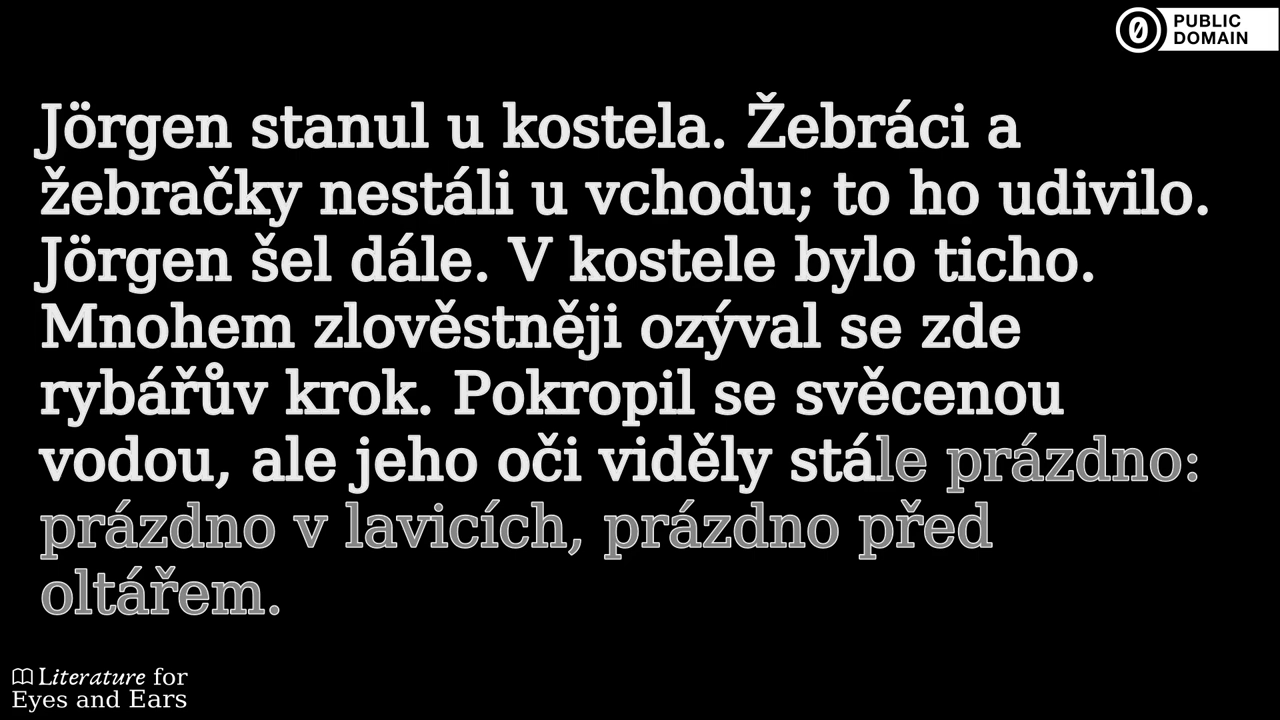 PUBLIC
DOMAIN
Jörgen stanul u kostela. Žebráci a
žebračky nestáli u vchodu; to ho udivilo.
Jörgen šel dále. V kostele bylo ticho.
Mnohem zlověstněji ozýval se zde
rybářův krok. Pokropil se svěcenou
vodou, ale jeho oči viděly stále prázdno:
prázdno v lavicích, prázdno před
oltářem.
Literature for
Eyes and Ears